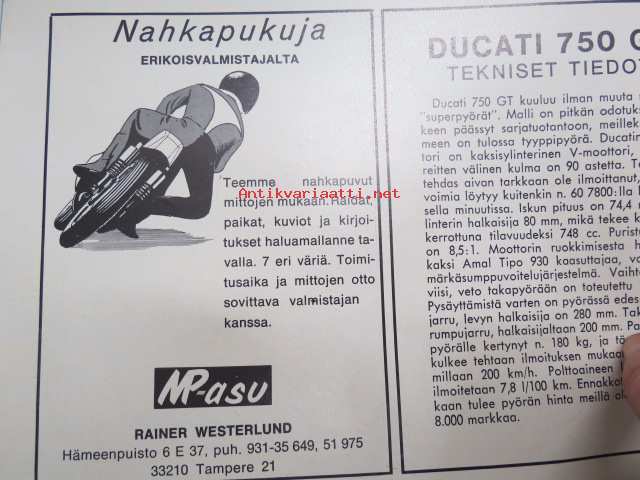 Nahkapukuja
ERIKOISVALMISTAJALTA
Teemme nahkapuvut
mittojen mukaan. Raidat,
paikat, kuviot ja kirjoi-
tukset haluamallanne ta-
valla. 7 eri väriä. Toimi-
tusaika ja mittojen otto
sovittava valmistajan
kanssa.
MP-asu
RAINER WESTERLUND
Hämeenpuisto 6 E 37, puh. 931-35 649, 51 975
33210 Tampere 21
Antikvariaatti.net
DUCATI 750 G
TEKNISET TIEDOT
Ducati 750 GT kuuluu ilman muuta
"superpyörät". Malli on pitkän odotuk
keen päässyt sarjatuotantoon, meillek
meen on tulossa tyyppipyörä. Ducatin
tori on kaksisylinterinen V-moottori,
reitten välinen kulma on 90 astetta. Te
tehdas aivan tarkkaan ole ilmoittanut,
voimia löytyy kuitenkin n. 60 7800:lla
sella minuutissa. Iskun pituus on 74,4
linterin halkaisija 80 mm, mikä tekee k
kerrottuna tilavuudeksi 748 cc. Purist
on 8,5:1. Moottorin ruokkimisesta h
kaksi Amal Tipo 930 kaasuttajaa, vo
märkäsumppuvoitelujärjestelmä. Vaiht
viisi, veto takapyörään on toteutettu
Pysäyttämistä varten on pyörässä edes
jarru, levyn halkaisija on 280 mm. Tak
rumpujarru, halkaisijaltaan 200 mm. Pa
pyörälle kertynyt n. 180 kg, ja tä
kulkee tehtaan ilmoituksen mukaan
millaan 200 km/h. Polttoaineen
ilmoitetaan 7,8 l/100 km. Ennakkot
kaan tulee pyörän hinta meillä ol
8.000 markkaa.